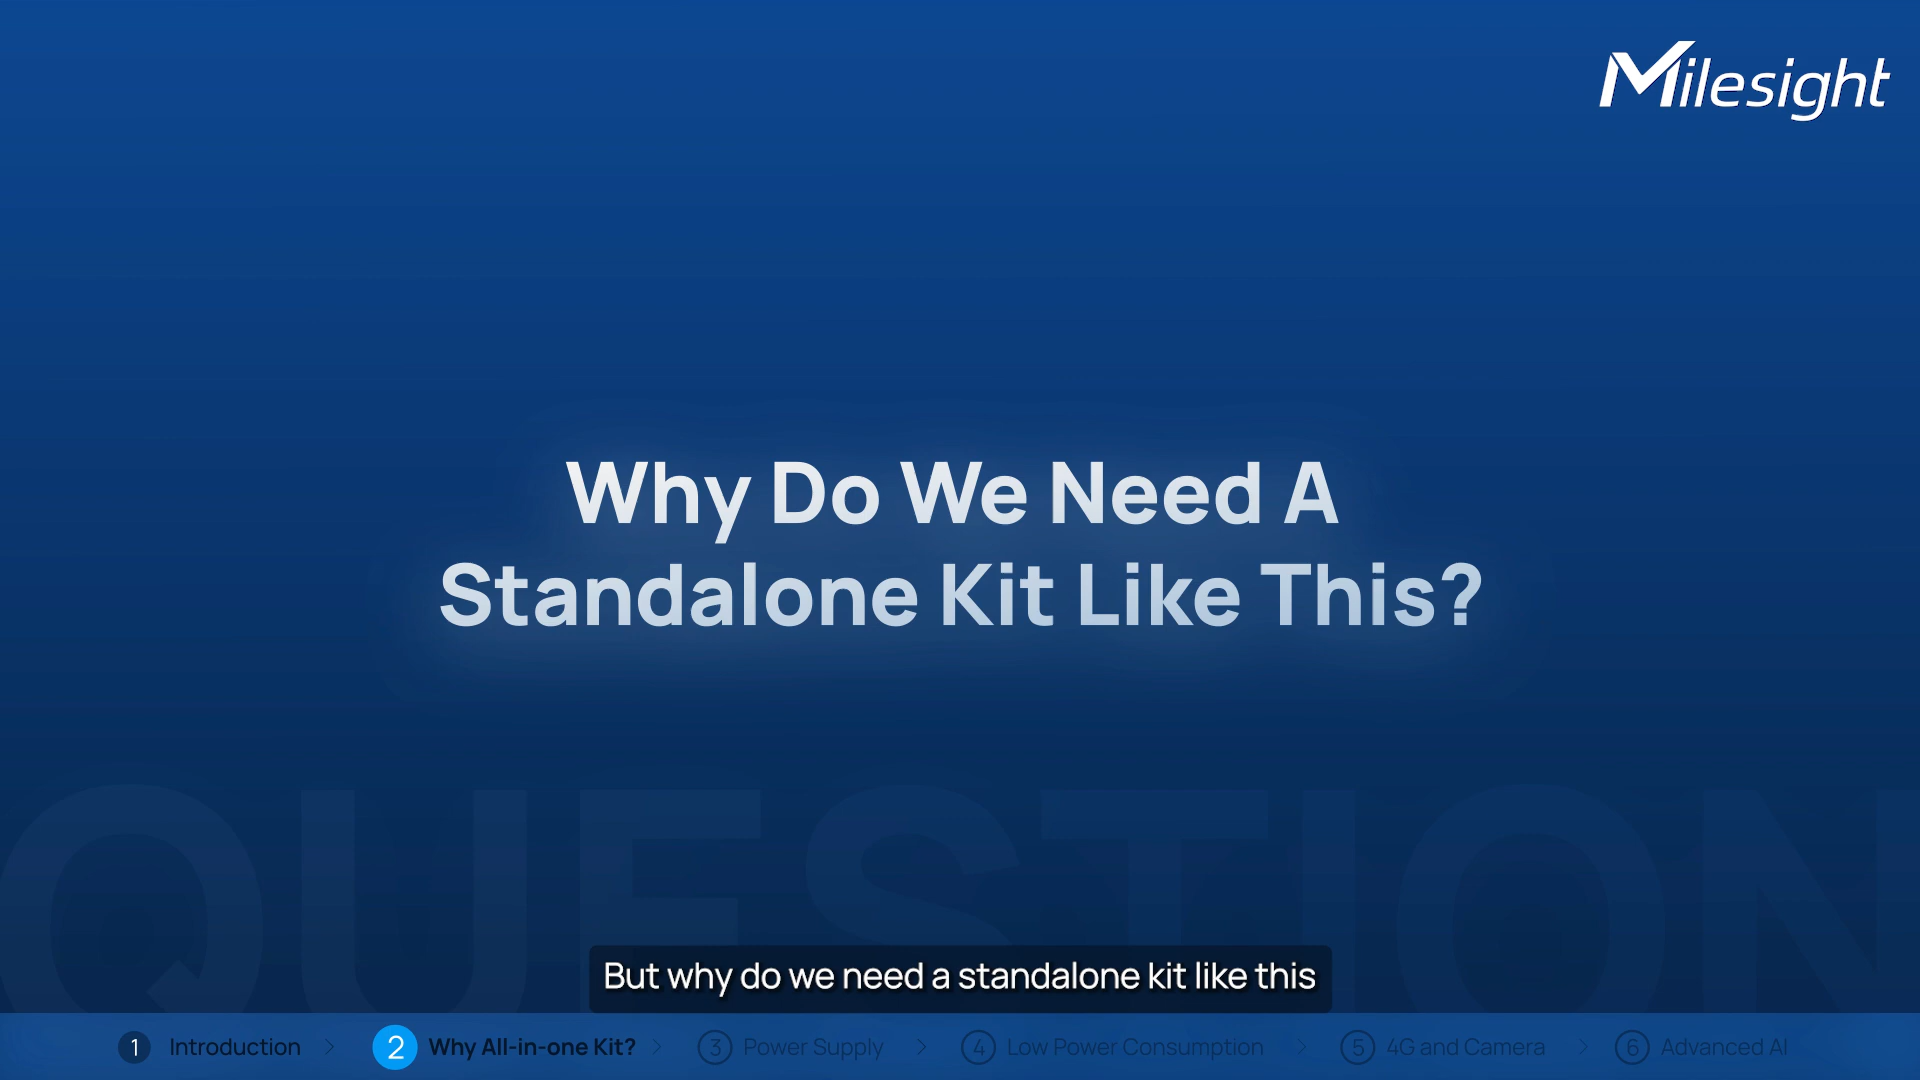 Milesight
Why Do We Need A
Standalone Kit Like This?
QUESTION
But why do we need a standalone kit like this
1 Introduction > 2 Why All-in-one Kit? > 3 Power Supply > 4 Low Power Consumption > 5 4G and Camera > 6 Advanced AI